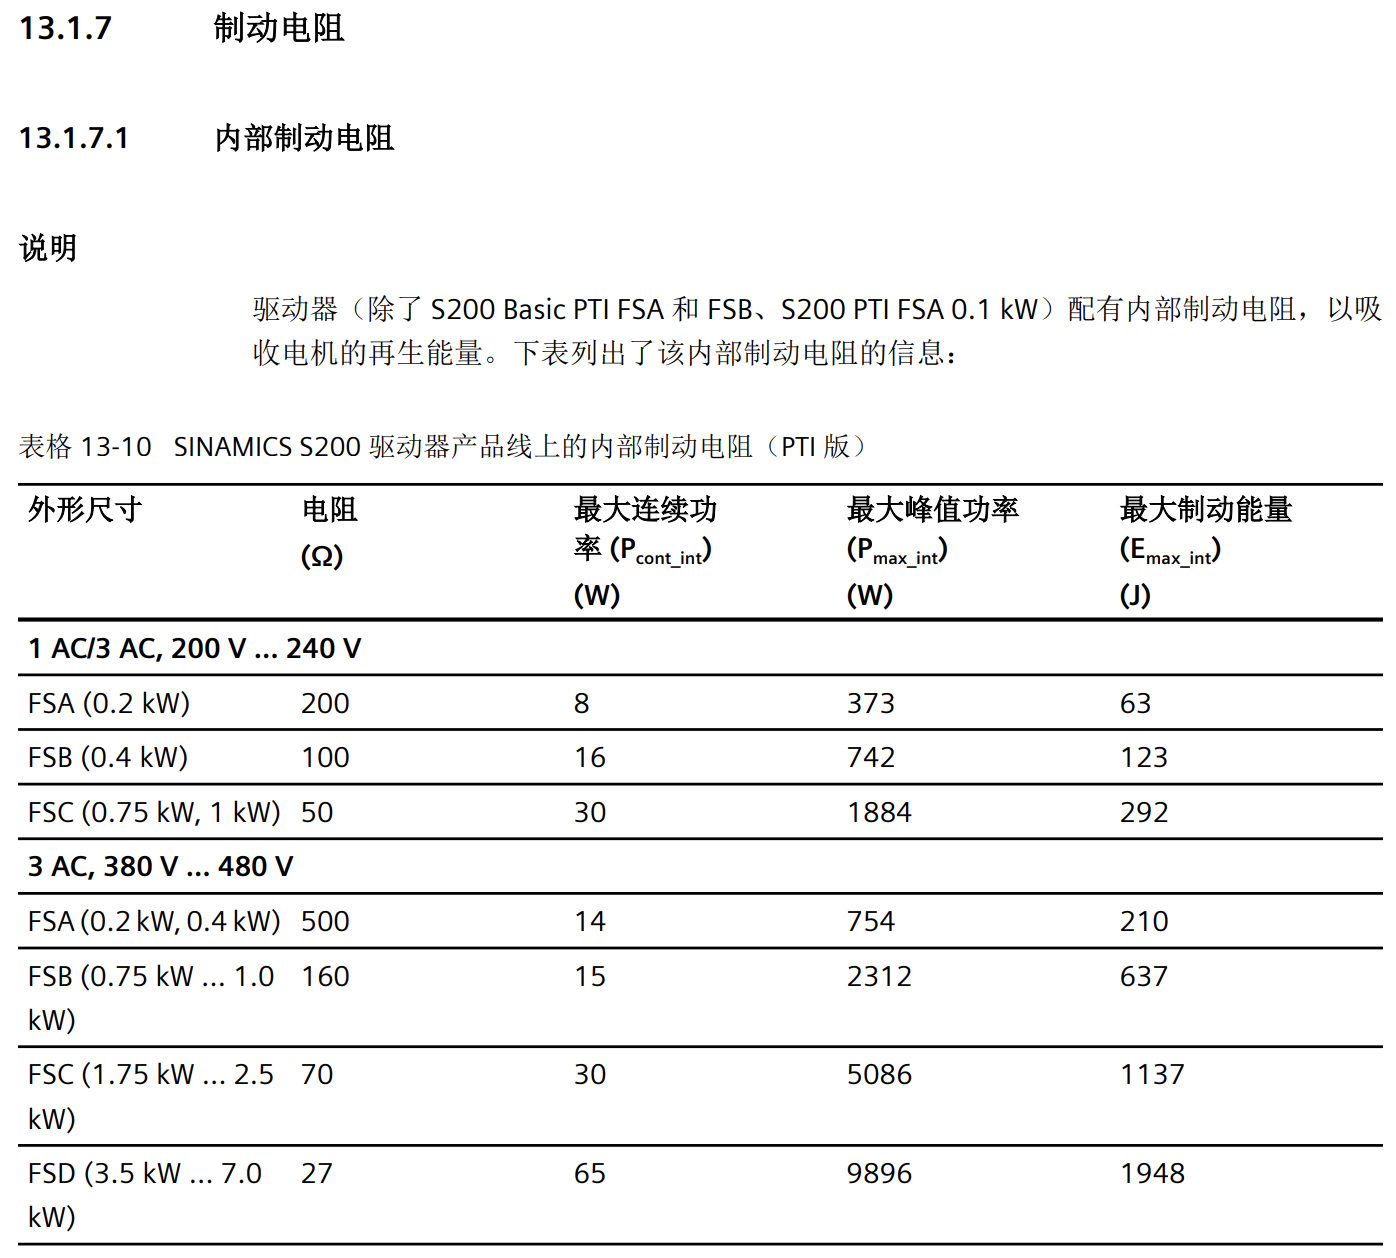 13.1.7 制动电阻
13.1.7.1 内部制动电阻
说明
驱动器（除了 S200 Basic PTI FSA 和 FSB、S200 PTI FSA 0.1 kW）配有内部制动电阻，以吸
收电机的再生能量。下表列出了该内部制动电阻的信息：
表格 13-10 SINAMICS S200 驱动器产品线上的内部制动电阻（PTI 版）
外形尺寸 电阻 最大连续功 最大峰值功率 最大制动能量
(Ω) 率 (Pcont_int) (Pmax_int) (Emax_int)
(W) (W) (J)
1 AC/3 AC, 200 V ... 240 V
FSA (0.2 kW) 200 8 373 63
FSB (0.4 kW) 100 16 742 123
FSC (0.75 kW, 1 kW) 50 30 1884 292
3 AC, 380 V ... 480 V
FSA (0.2 kW, 0.4 kW) 500 14 754 210
FSB (0.75 kW ... 1.0 160 15 2312 637
kW)
FSC (1.75 kW ... 2.5 70 30 5086 1137
kW)
FSD (3.5 kW ... 7.0 27 65 9896 1948
kW)